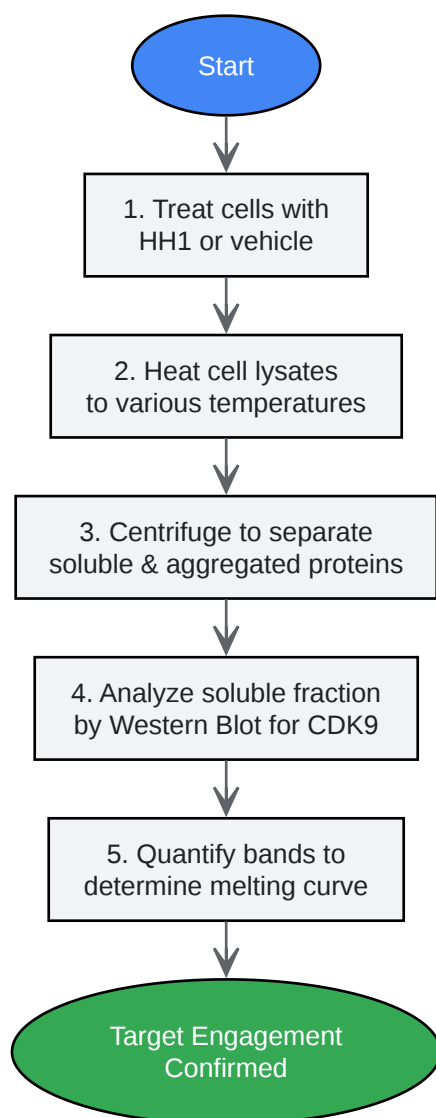 Start
1. Treat cells with
HH1 or vehicle
2. Heat cell lysates
to various temperatures
3. Centrifuge to separate
soluble & aggregated proteins
4. Analyze soluble fraction
by Western Blot for CDK9
5. Quantify bands to
determine melting curve
Target Engagement
Confirmed